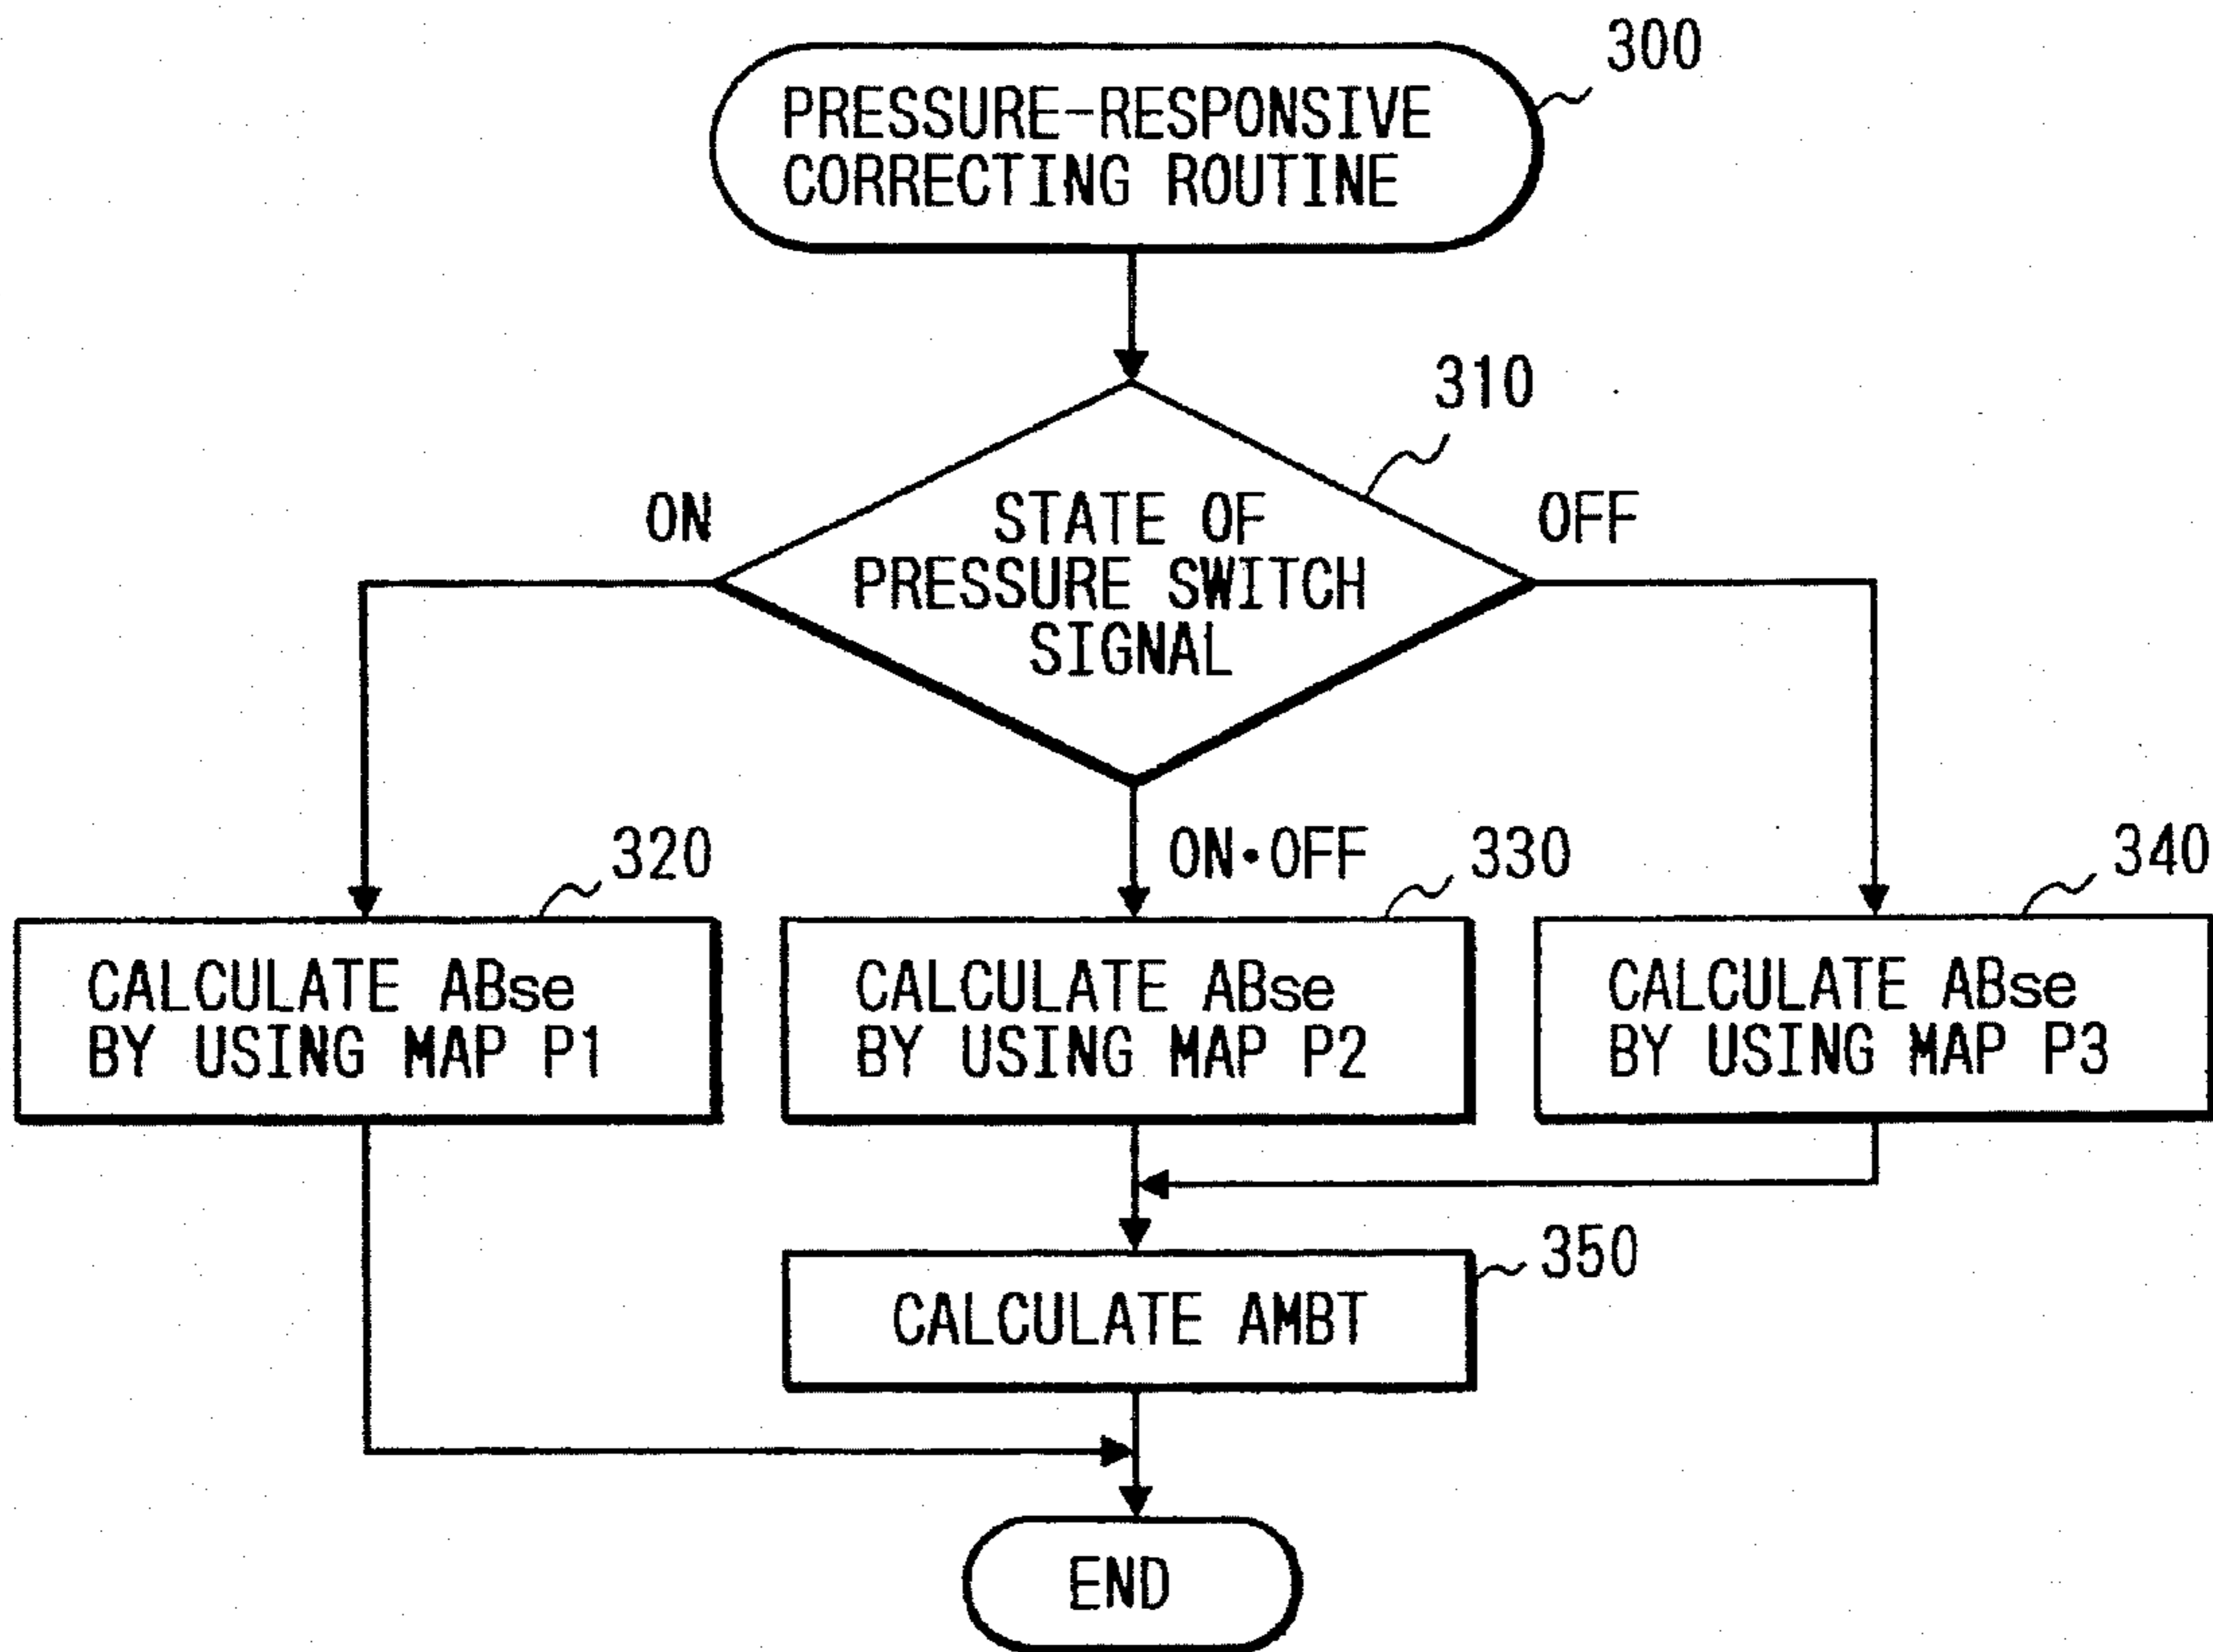 300
PRESSURE-RESPONSIVE
CORRECTING ROUTINE
310
ON
STATE OF
PRESSURE SWITCH
SIGNAL
OFF
320
ON·OFF
330
340
CALCULATE ABse
BY USING MAP P1
CALCULATE ABse
BY USING MAP P2
CALCULATE ABse
BY USING MAP P3
350
CALCULATE AMBT
END